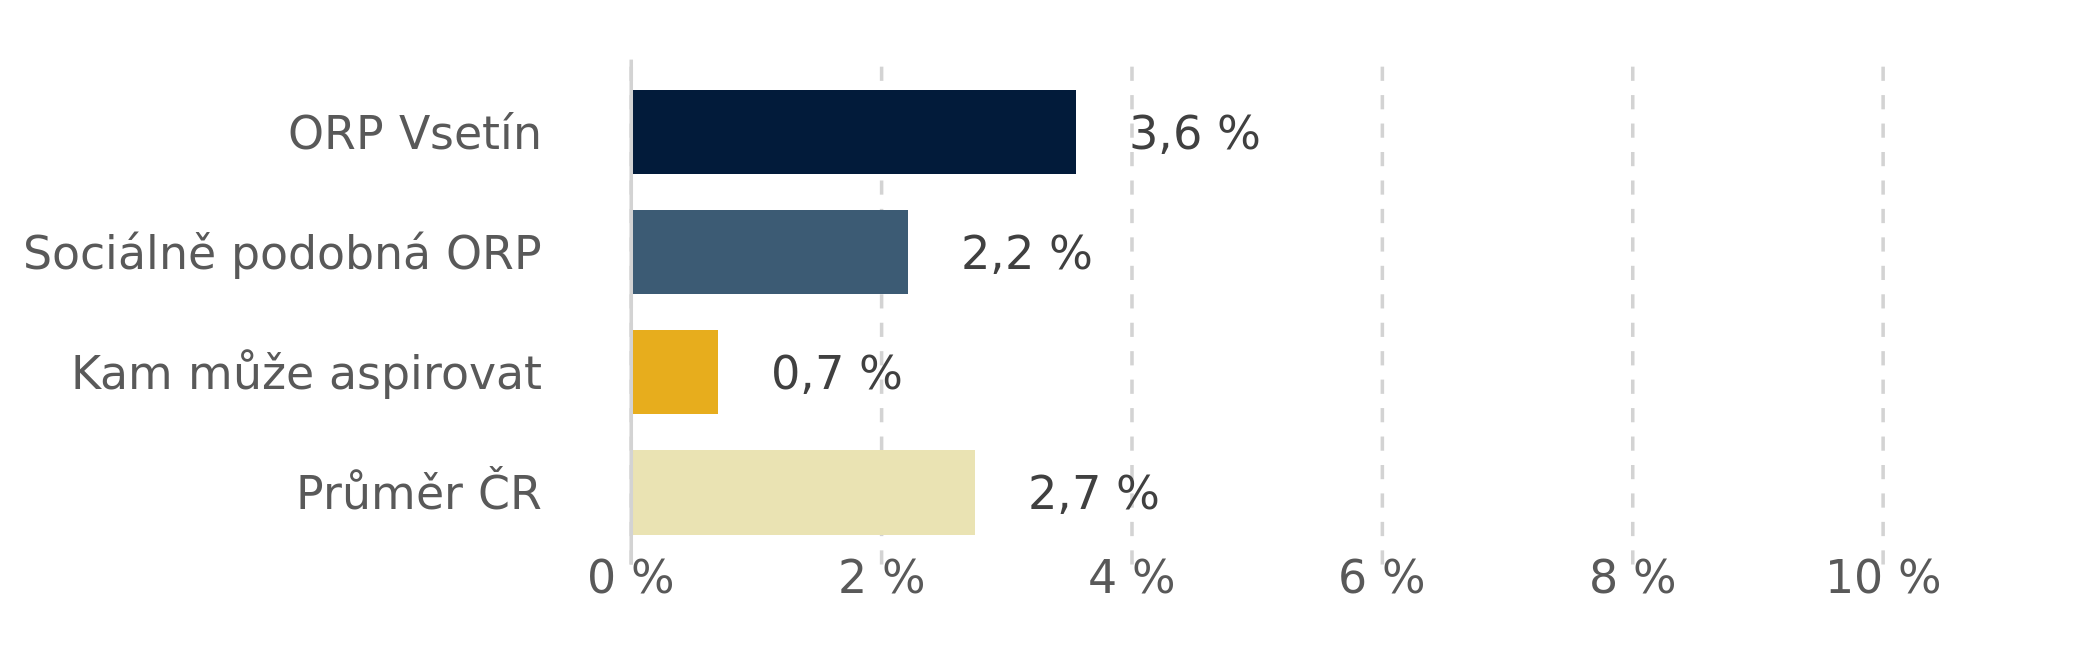 ORP Vsetín 3,6 %
Sociálně podobná ORP 2,2 %
Kam může aspirovat 0,7 %
Průměr ČR 2,7 %
0 % 2 % 4 % 6 % 8 % 10 %